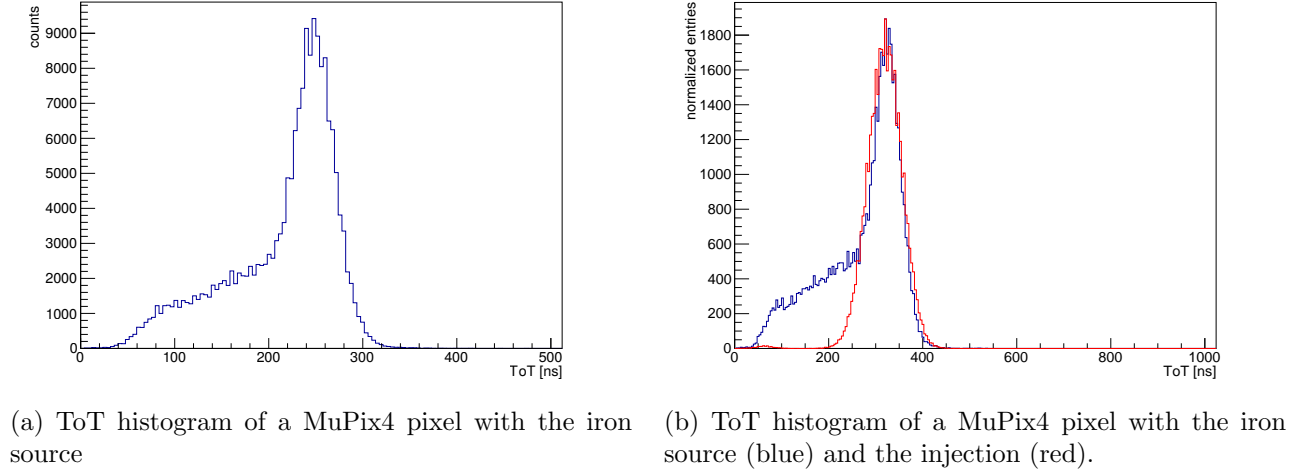 counts
9000
8000
7000
6000
5000
4000
3000
2000
1000
0
0 100 200 300 400 500
ToT [ns]
normalized entries
1800
1600
1400
1200
1000
800
600
400
200
0
0 200 400 600 800 1000
ToT [ns]
(a) ToT histogram of a MuPix4 pixel with the iron
source
(b) ToT histogram of a MuPix4 pixel with the iron
source (blue) and the injection (red).